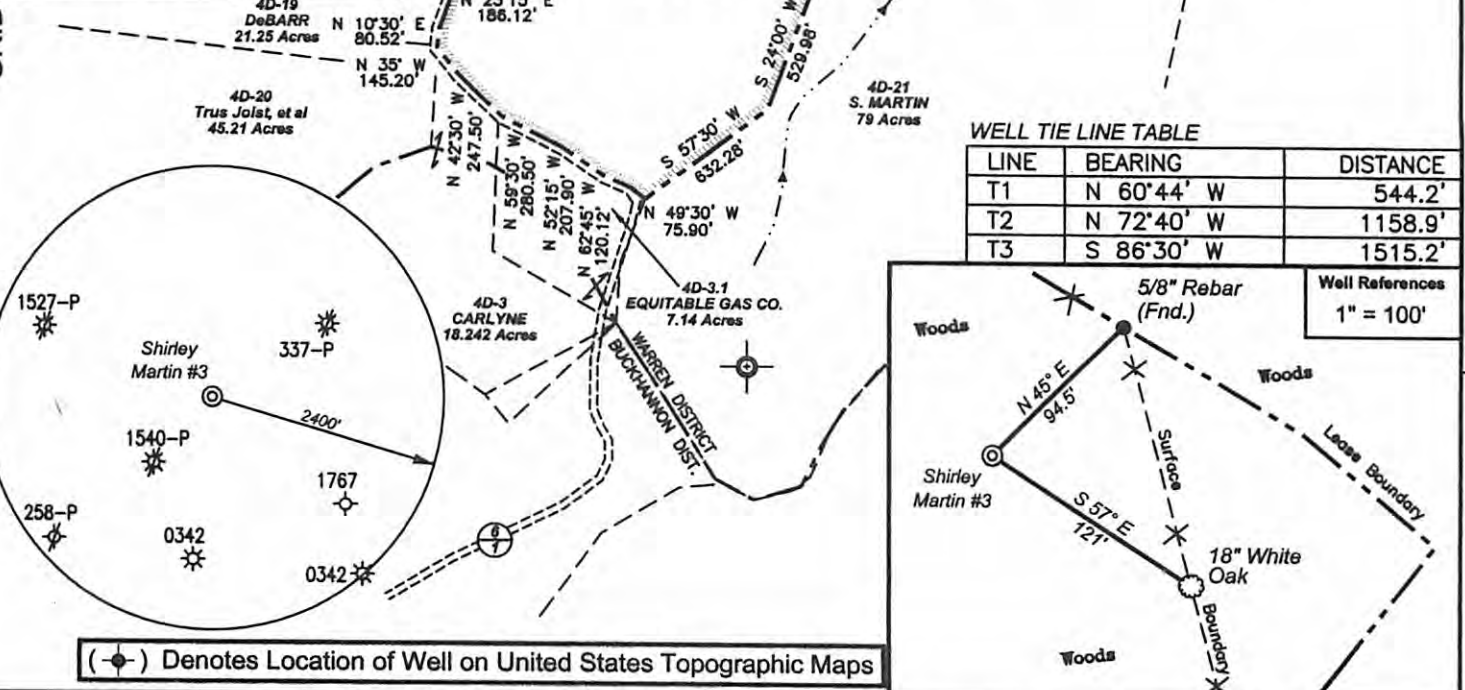 4D-19
DeBARR
21.25 Acres
N 10°30' E
80.52'
N 35° W
145.20'
N 23°15' E
186.12'
4D-20
Trus Joist, et al
45.21 Acres
N 42°30' W
247.50'
N 59°30' W
280.50'
N 52°15' W
207.90'
N 62°45' W
120.12'
N 49°30' W
75.90'
S 57°30' W
632.28'
S 24°00' W
529.98'
4D-21
S. MARTIN
79 Acres
4D-3
CARLYNE
18.242 Acres
4D-3.1
EQUITABLE GAS CO.
7.14 Acres
WARREN DISTRICT
BUCKHANNON DIST.
6
1
1527-P
337-P
Shirley
Martin #3
2400'
1540-P
1767
258-P
0342
0342
WELL TIE LINE TABLE
LINE BEARING DISTANCE
T1 N 60°44' W 544.2'
T2 N 72°40' W 1158.9'
T3 S 86°30' W 1515.2'
Well References
1" = 100'
5/8" Rebar
(Fnd.)
Woods
Woods
N 45° E
94.5'
Shirley
Martin #3
S 57° E
121'
Surface
Boundary
Lease Boundary
18" White
Oak
Woods
( ) Denotes Location of Well on United States Topographic Maps